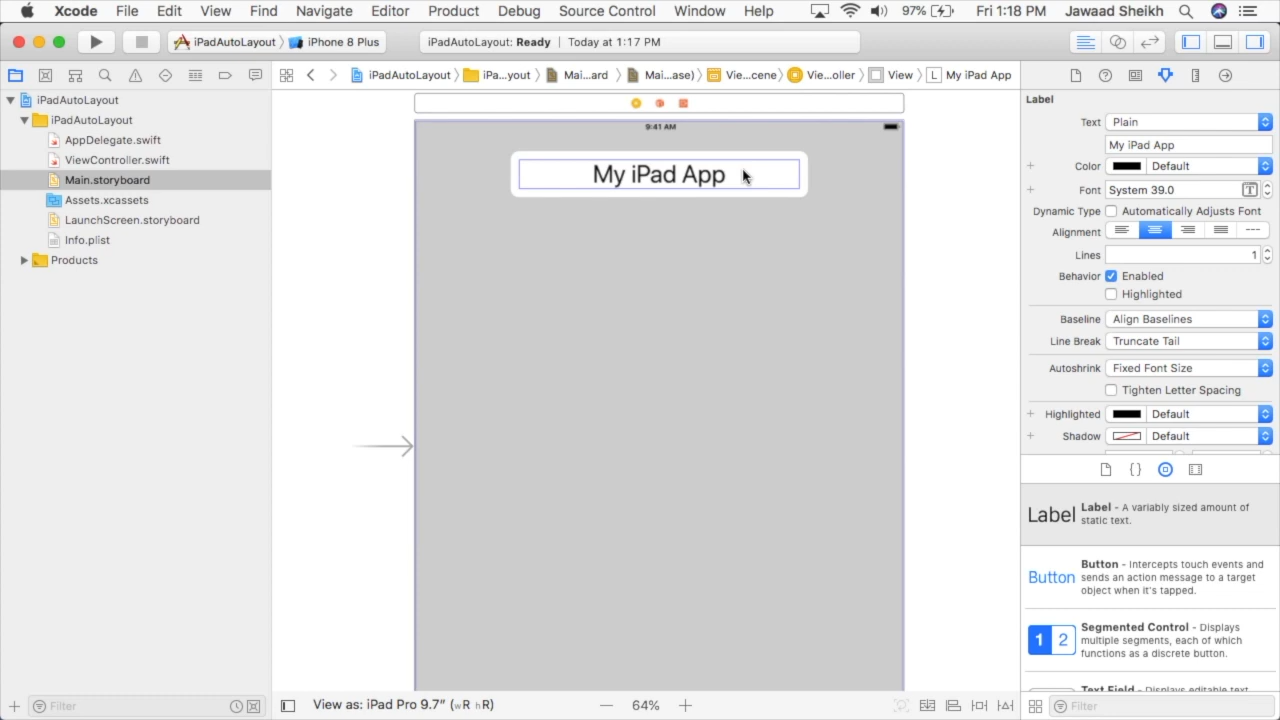 Xcode File Edit View Find Navigate Editor Product Debug Source Control Window Help 97% Fri 1:18 PM Jawaad Sheikh
iPadAutoLayout iPhone 8 Plus iPadAutoLayout: Ready Today at 1:17 PM
iPadAutoLayout iPa...yout Mai...ard Mai...ase) Vie...cene) Vie...oller View L My iPad App
iPadAutoLayout
iPadAutoLayout
AppDelegate.swift
ViewController.swift
Main.storyboard
Assets.xcassets
LaunchScreen.storyboard
Info.plist
Products
Filter
9:41 AM
My iPad App
View as: iPad Pro 9.7" (wR hR) — 64% +
Label
Text Plain
My iPad App
Color Default
Font System 39.0 T
Dynamic Type Automatically Adjusts Font
Alignment
Lines 1
Behavior Enabled
Highlighted
Baseline Align Baselines
Line Break Truncate Tail
Autoshrink Fixed Font Size
Tighten Letter Spacing
Highlighted Default
Shadow Default
{}
Label Label - A variably sized amount of
static text.
Button Button - Intercepts touch events and
sends an action message to a target
object when it's tapped.
1 2 Segmented Control - Displays
multiple segments, each of which
functions as a discrete button.
Text Field - Displays editable text
Filter